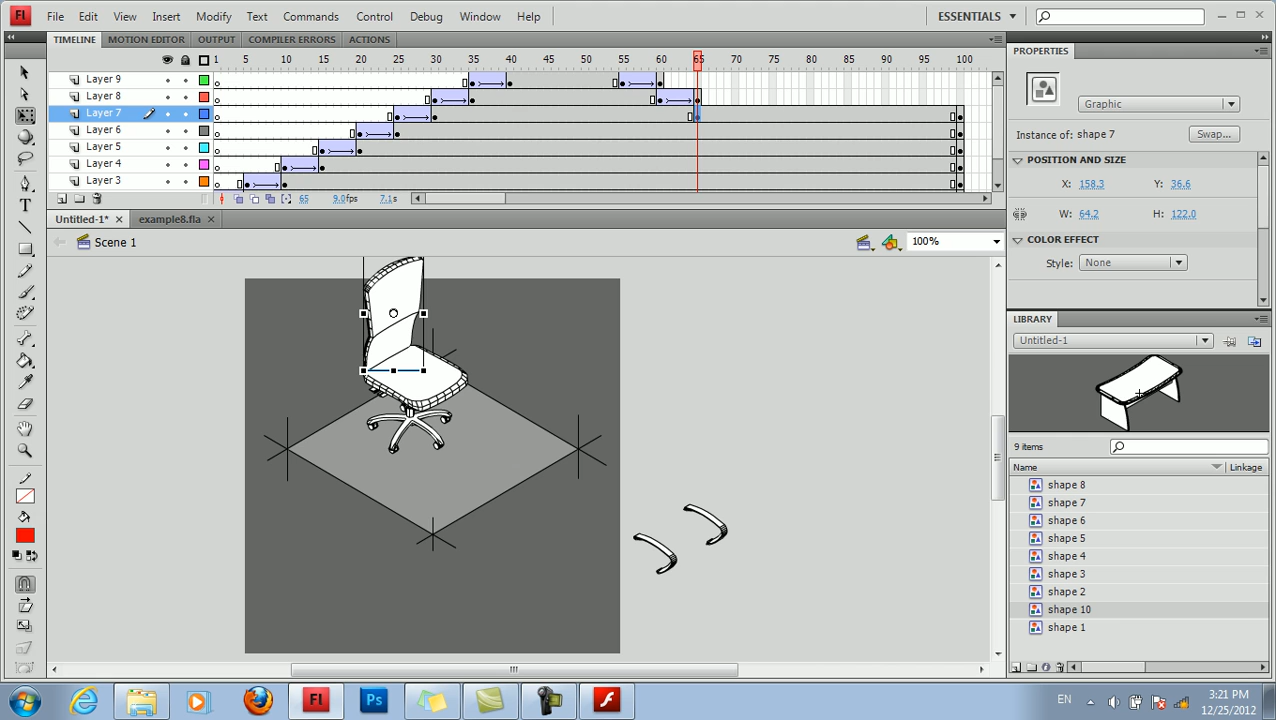 Fl File Edit View Insert Modify Text Commands Control Debug Window Help ESSENTIALS
TIMELINE MOTION EDITOR OUTPUT COMPILER ERRORS ACTIONS
1 5 10 15 20 25 30 35 40 45 50 55 60 65 70 75 80 85 90 95 100
Layer 9
Layer 8
Layer 7
Layer 6
Layer 5
Layer 4
Layer 3
65 9.0fps 7.1s
Untitled-1* example8.fla
Scene 1 100%
PROPERTIES
Graphic
Instance of: shape 7 Swap...
POSITION AND SIZE
X: 158.3 Y: 36.6
W: 64.2 H: 122.0
COLOR EFFECT
Style: None
LIBRARY
Untitled-1
9 items
Name Linkage
shape 8
shape 7
shape 6
shape 5
shape 4
shape 3
shape 2
shape 10
shape 1
Fl Ps EN 3:21 PM
12/25/2012